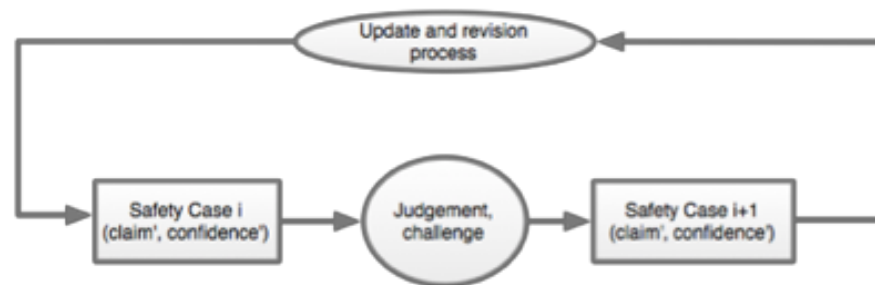 Update and revision
process
Safety Case i
(claim', confidence')
Judgement,
challenge
Safety Case i+1
(claim', confidence')